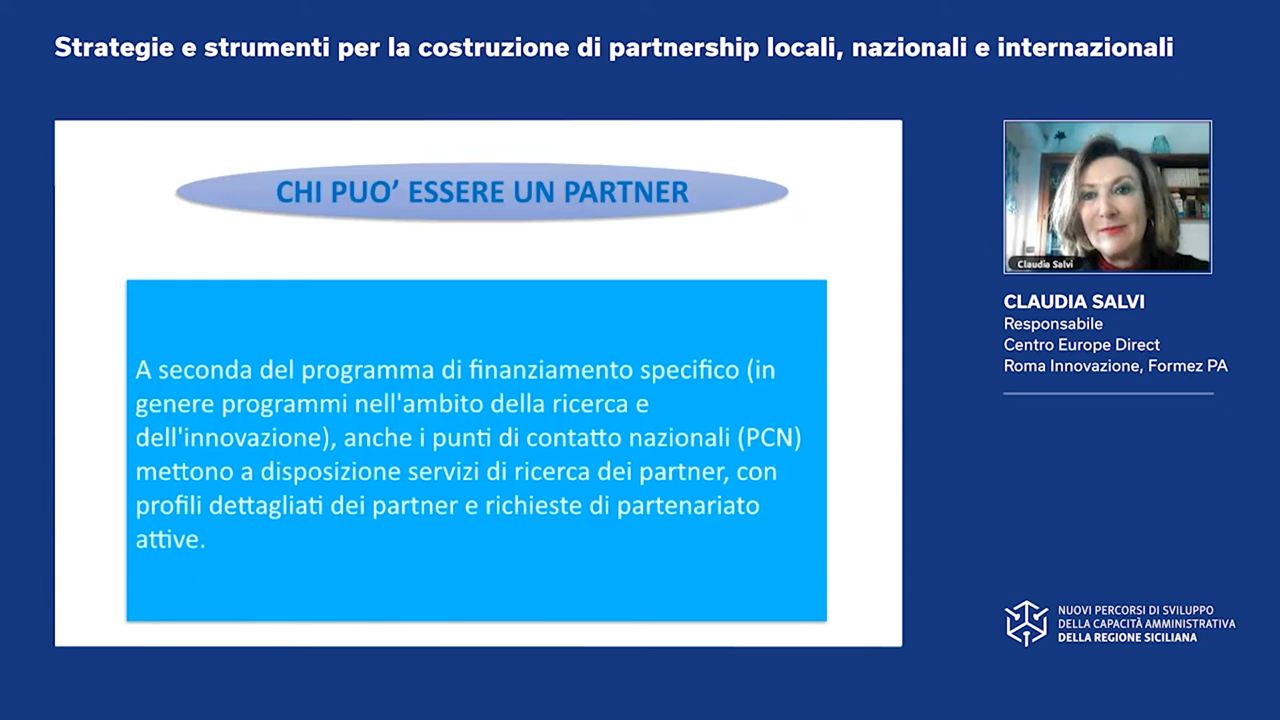 Strategie e strumenti per la costruzione di partnership locali, nazionali e internazionali
CHI PUO’ ESSERE UN PARTNER
A seconda del programma di finanziamento specifico (in
genere programmi nell'ambito della ricerca e
dell'innovazione), anche i punti di contatto nazionali (PCN)
mettono a disposizione servizi di ricerca dei partner, con
profili dettagliati dei partner e richieste di partenariato
attive.
Claudia Salvi
CLAUDIA SALVI
Responsabile
Centro Europe Direct
Roma Innovazione, Formez PA
NUOVI PERCORSI DI SVILUPPO
DELLA CAPACITÀ AMMINISTRATIVA
DELLA REGIONE SICILIANA